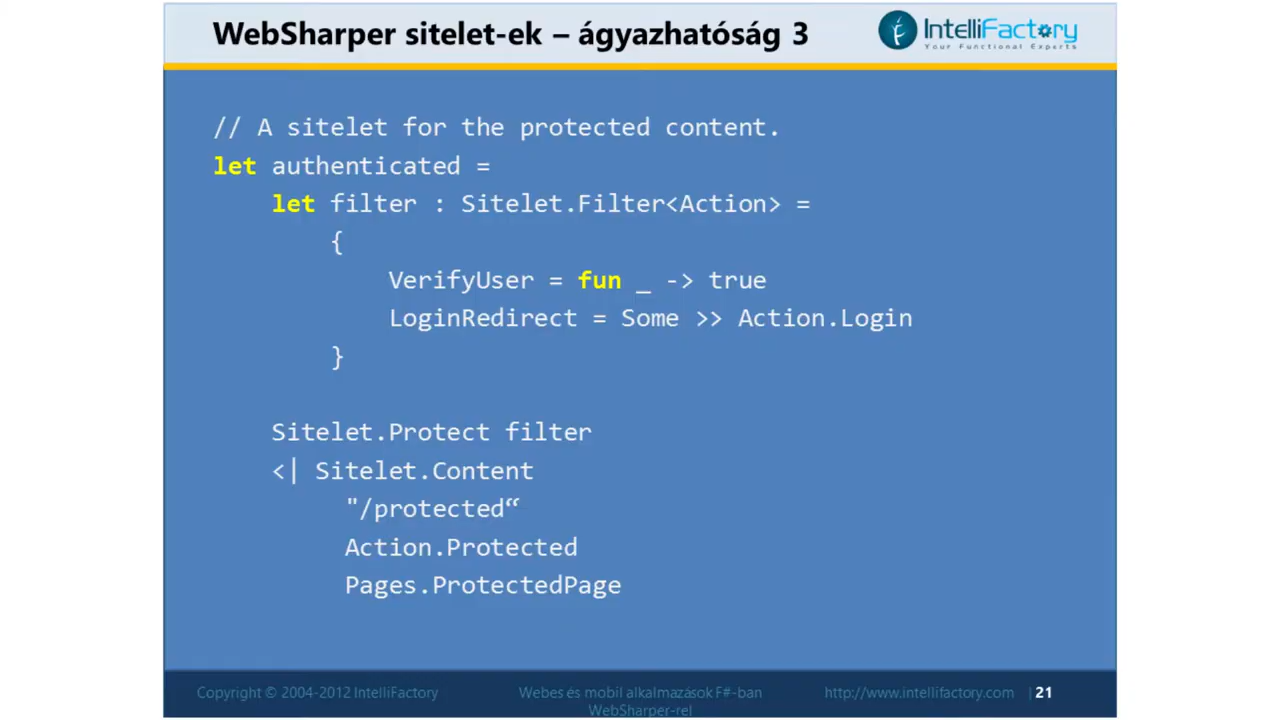 WebSharper sitelet-ek – ágyazhatóság 3
IntelliFactory
Your Functional Experts
// A sitelet for the protected content.
let authenticated =
let filter : Sitelet.Filter<Action> =
{
VerifyUser = fun _ -> true
LoginRedirect = Some >> Action.Login
}
Sitelet.Protect filter
<| Sitelet.Content
"/protected“
Action.Protected
Pages.ProtectedPage
Copyright © 2004-2012 IntelliFactory
Webes és mobil alkalmazások F#-ban
WebSharper-rel
http://www.intellifactory.com | 21